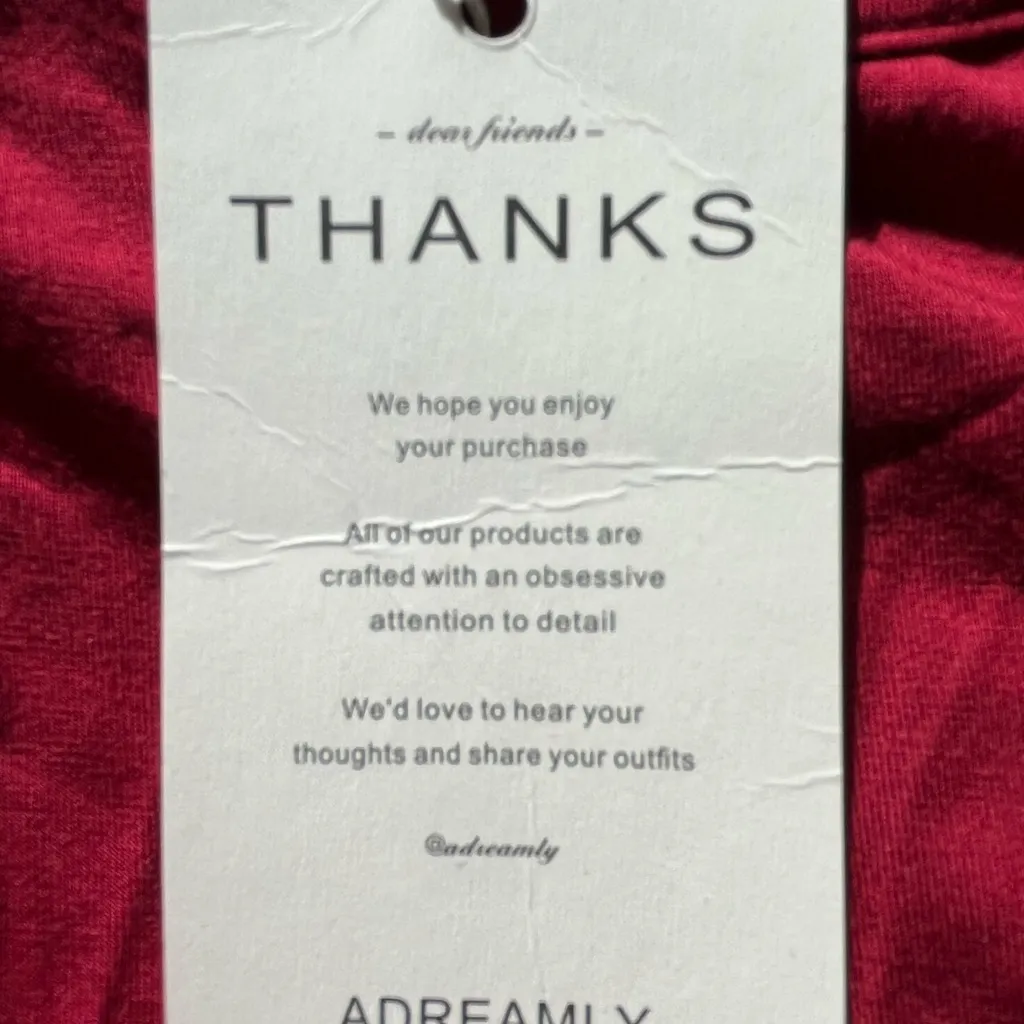 - dear friends -
THANKS
We hope you enjoy
your purchase
All of our products are
crafted with an obsessive
attention to detail
We'd love to hear your
thoughts and share your outfits
@adreamly
ADREAMLY